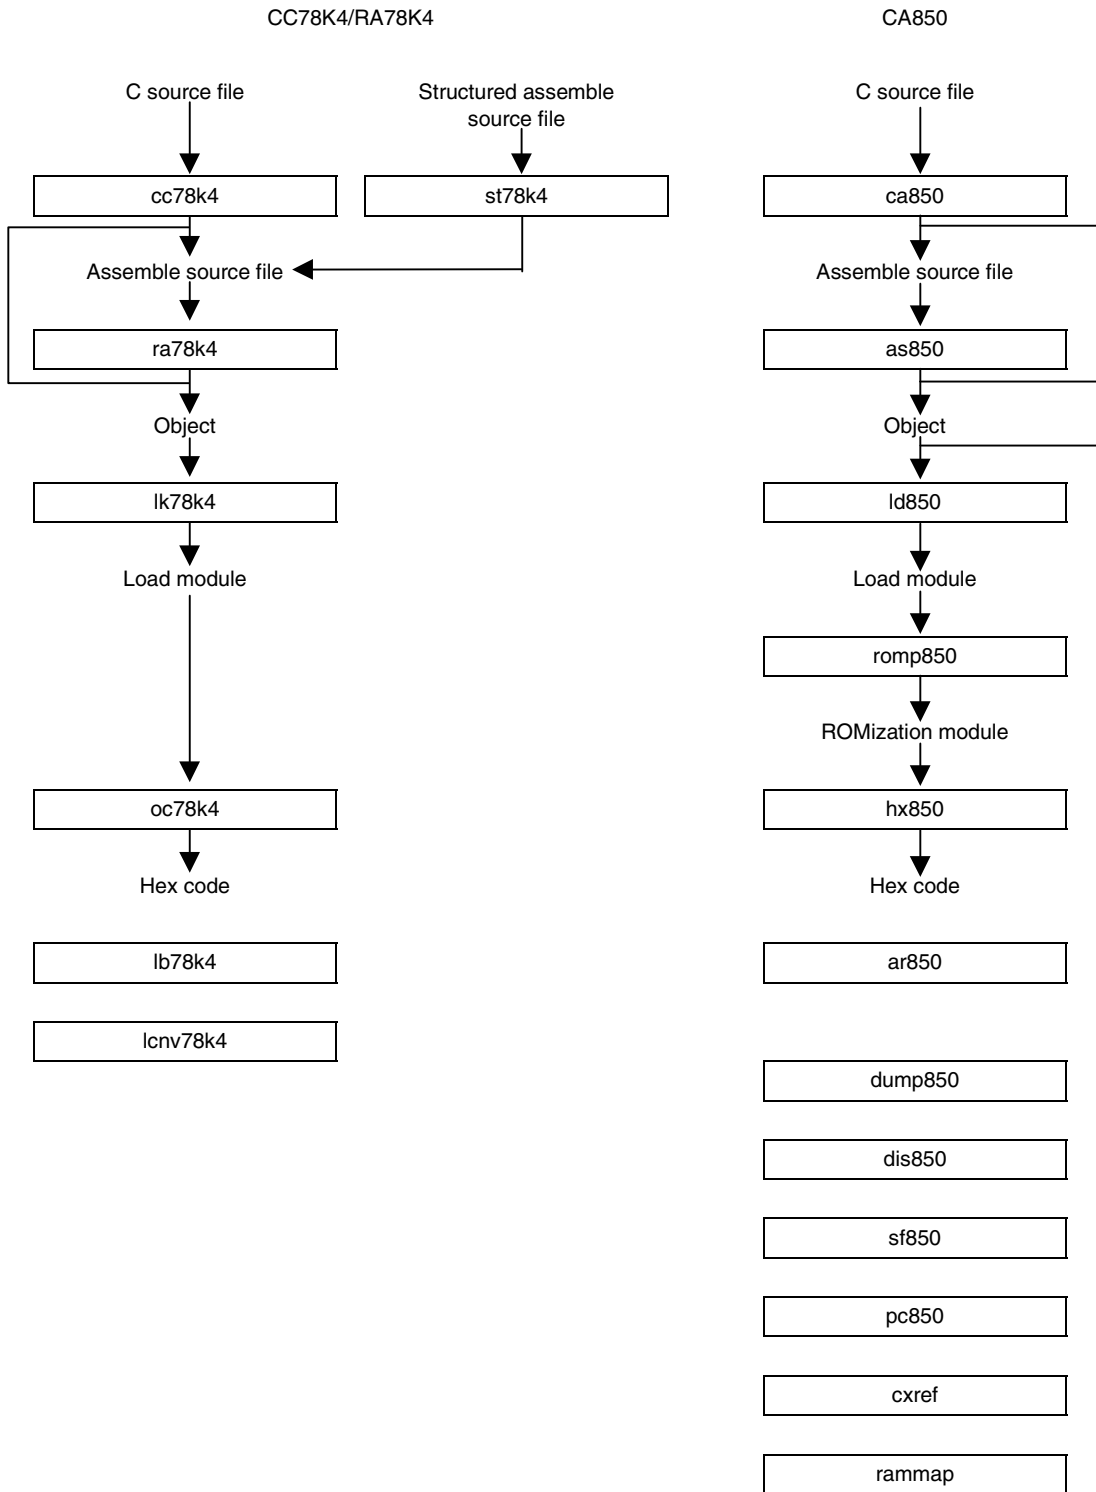 CC78K4/RA78K4
CA850
C source file
Structured assemble
source file
C source file
cc78k4
st78k4
ca850
Assemble source file
Assemble source file
ra78k4
as850
Object
Object
lk78k4
ld850
Load module
Load module
romp850
ROMization module
oc78k4
hx850
Hex code
Hex code
lb78k4
ar850
lcnv78k4
dump850
dis850
sf850
pc850
cxref
rammap